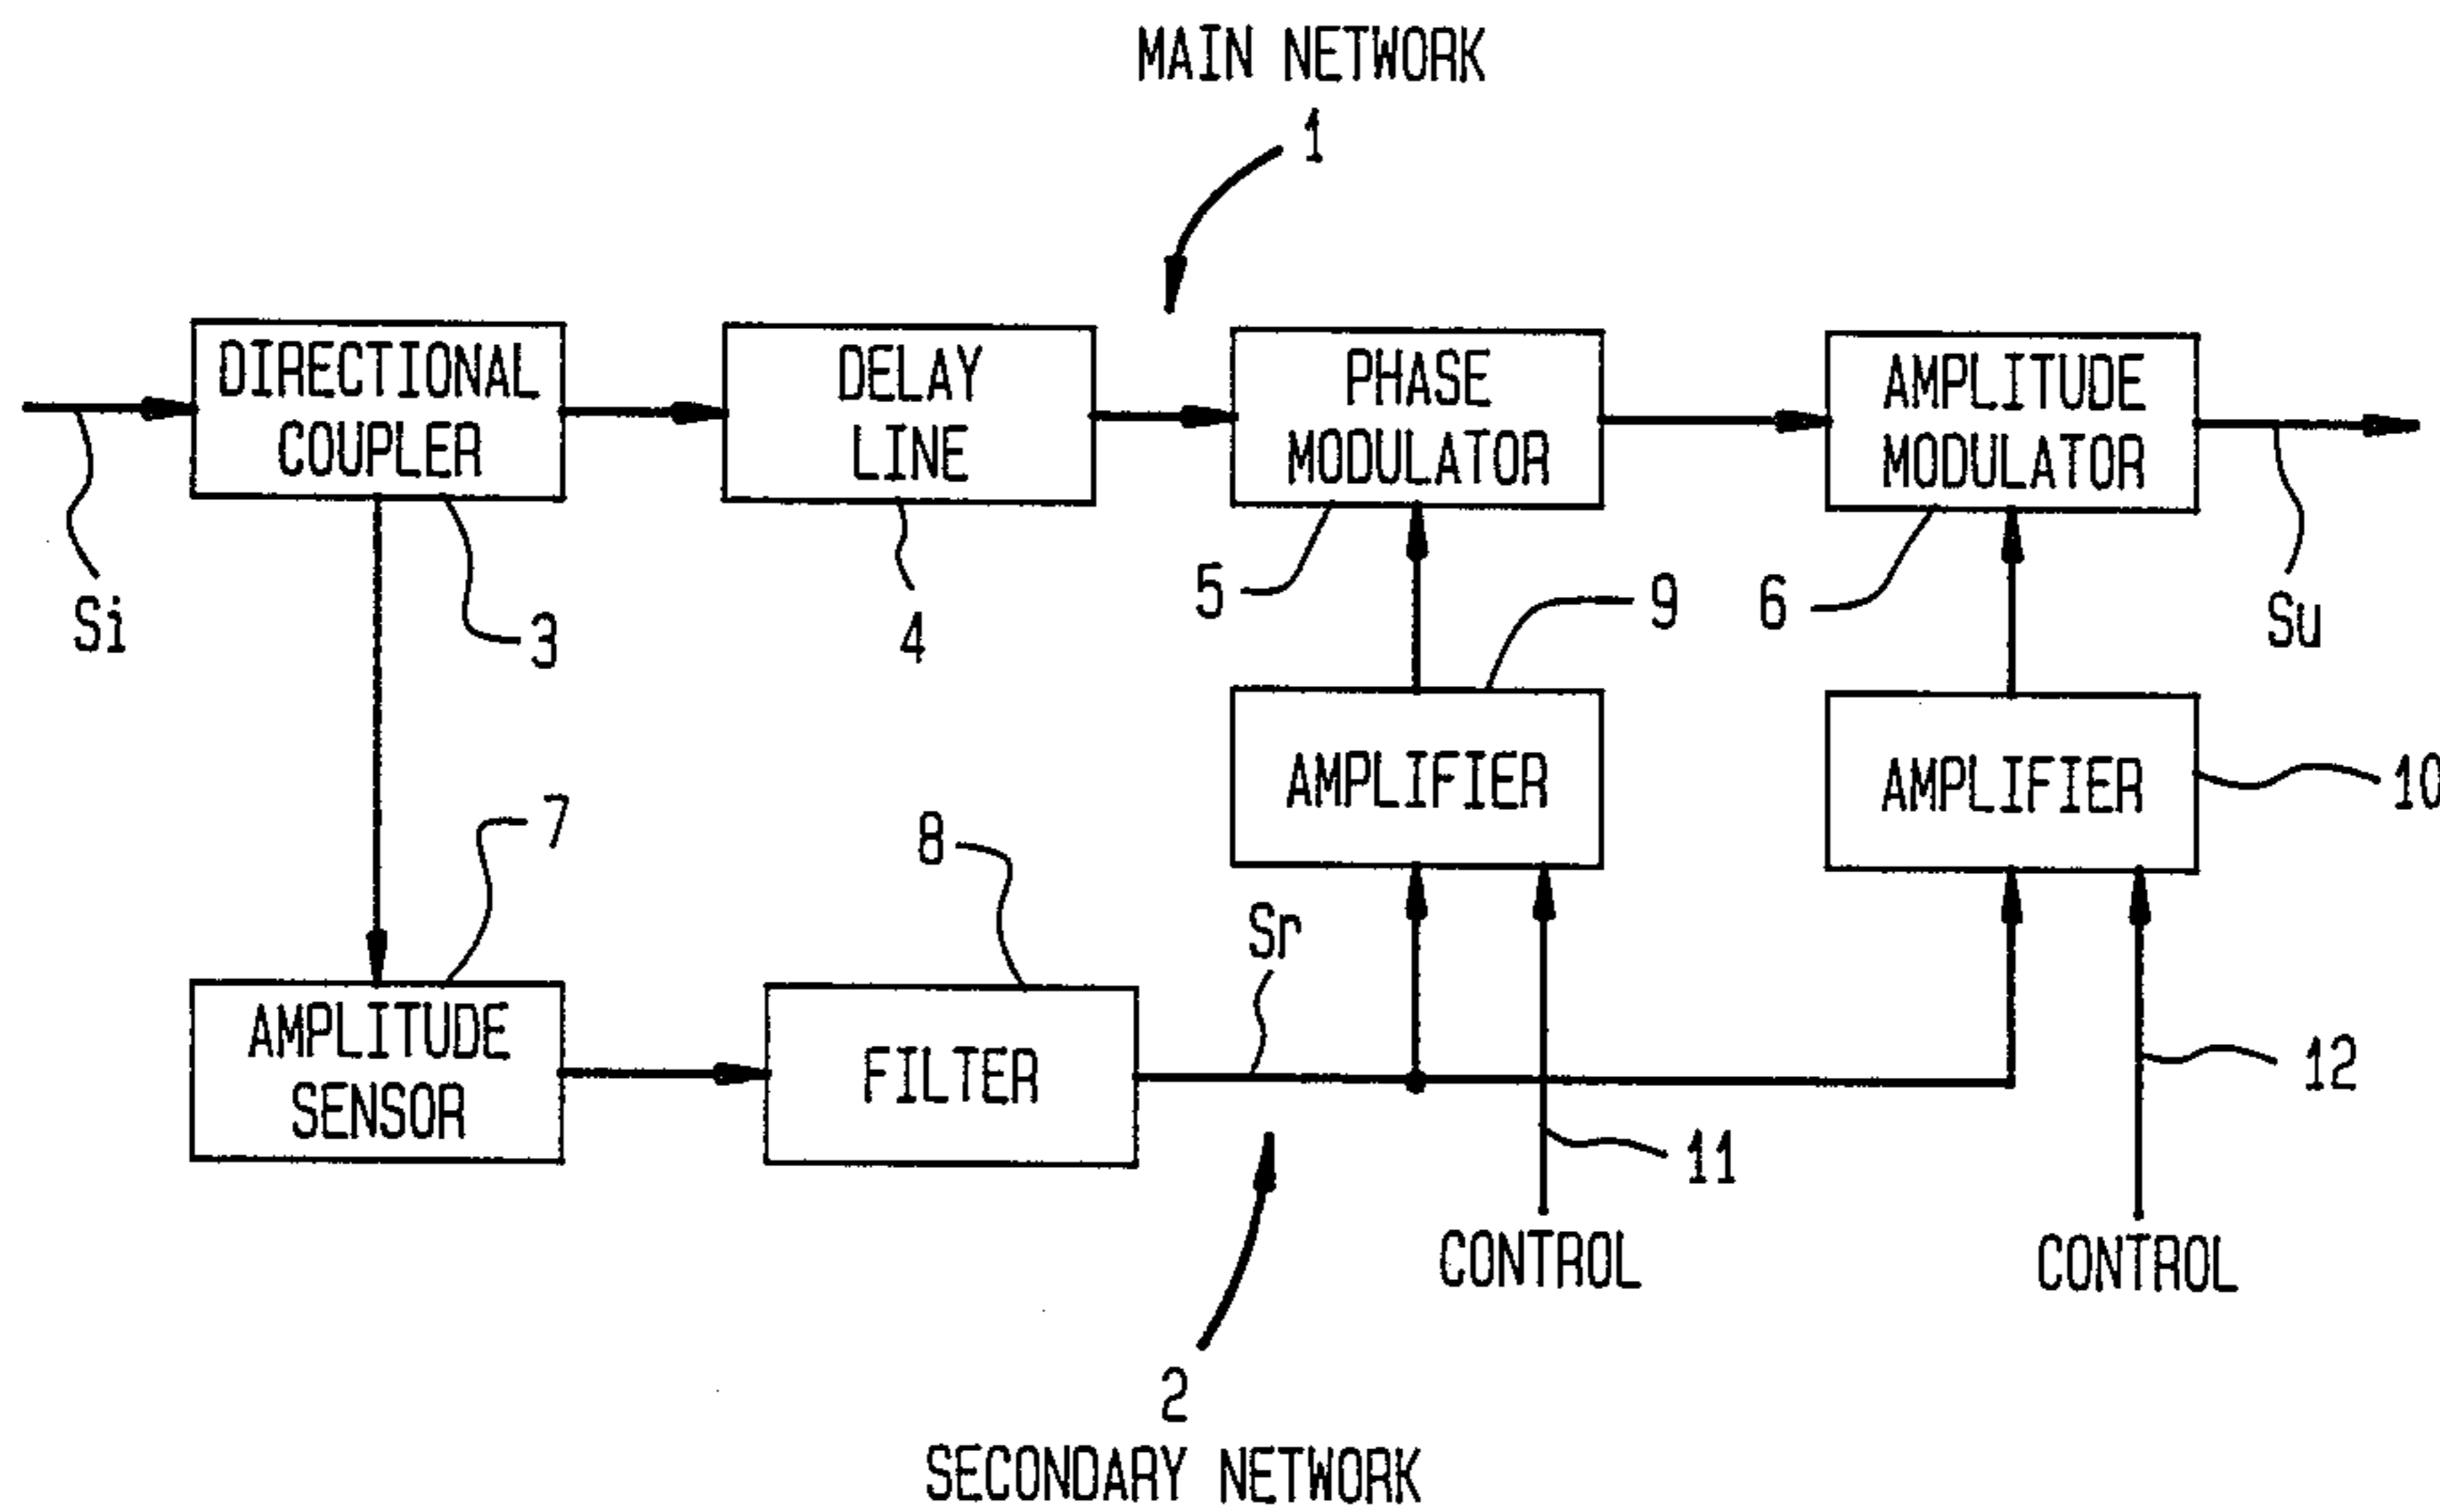 MAIN NETWORK
1
DIRECTIONAL
COUPLER
DELAY
LINE
PHASE
MODULATOR
AMPLITUDE
MODULATOR
Si
3
4
5
9
6
Su
AMPLIFIER
AMPLIFIER
10
7
8
Sr
AMPLITUDE
SENSOR
FILTER
11
12
CONTROL
CONTROL
2
SECONDARY NETWORK